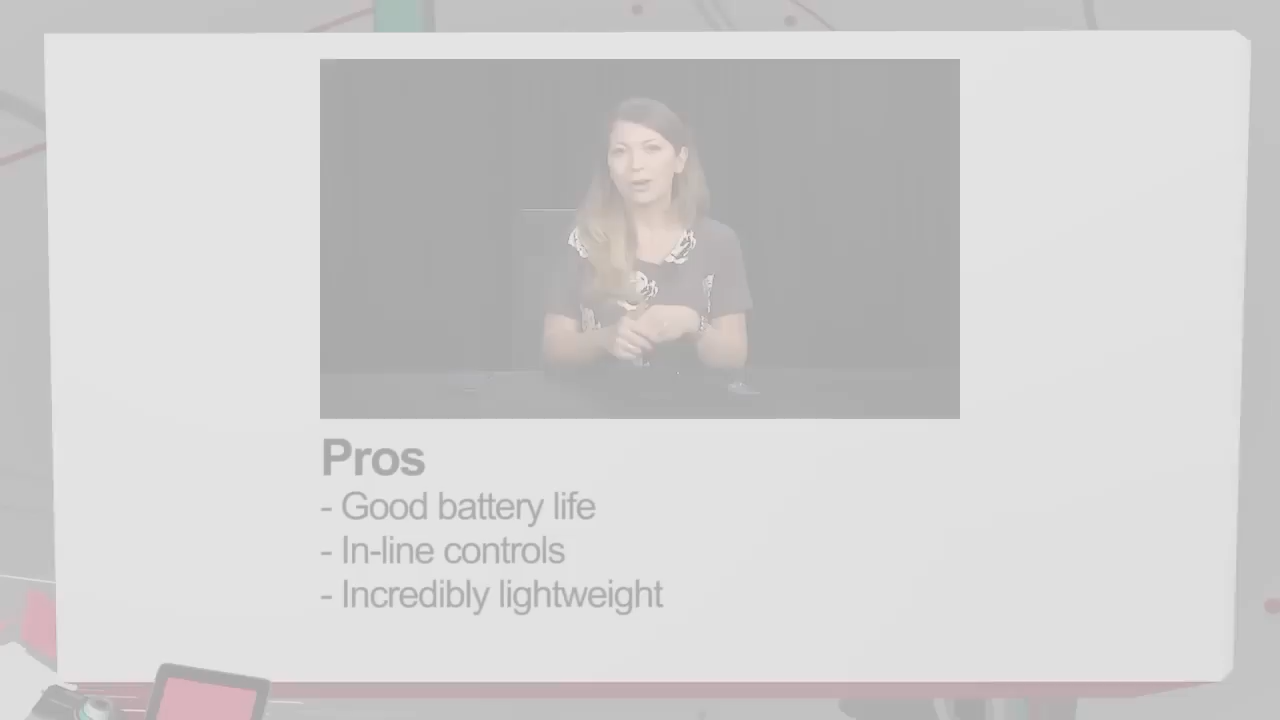 Pros
- Good battery life
- In-line controls
- Incredibly lightweight